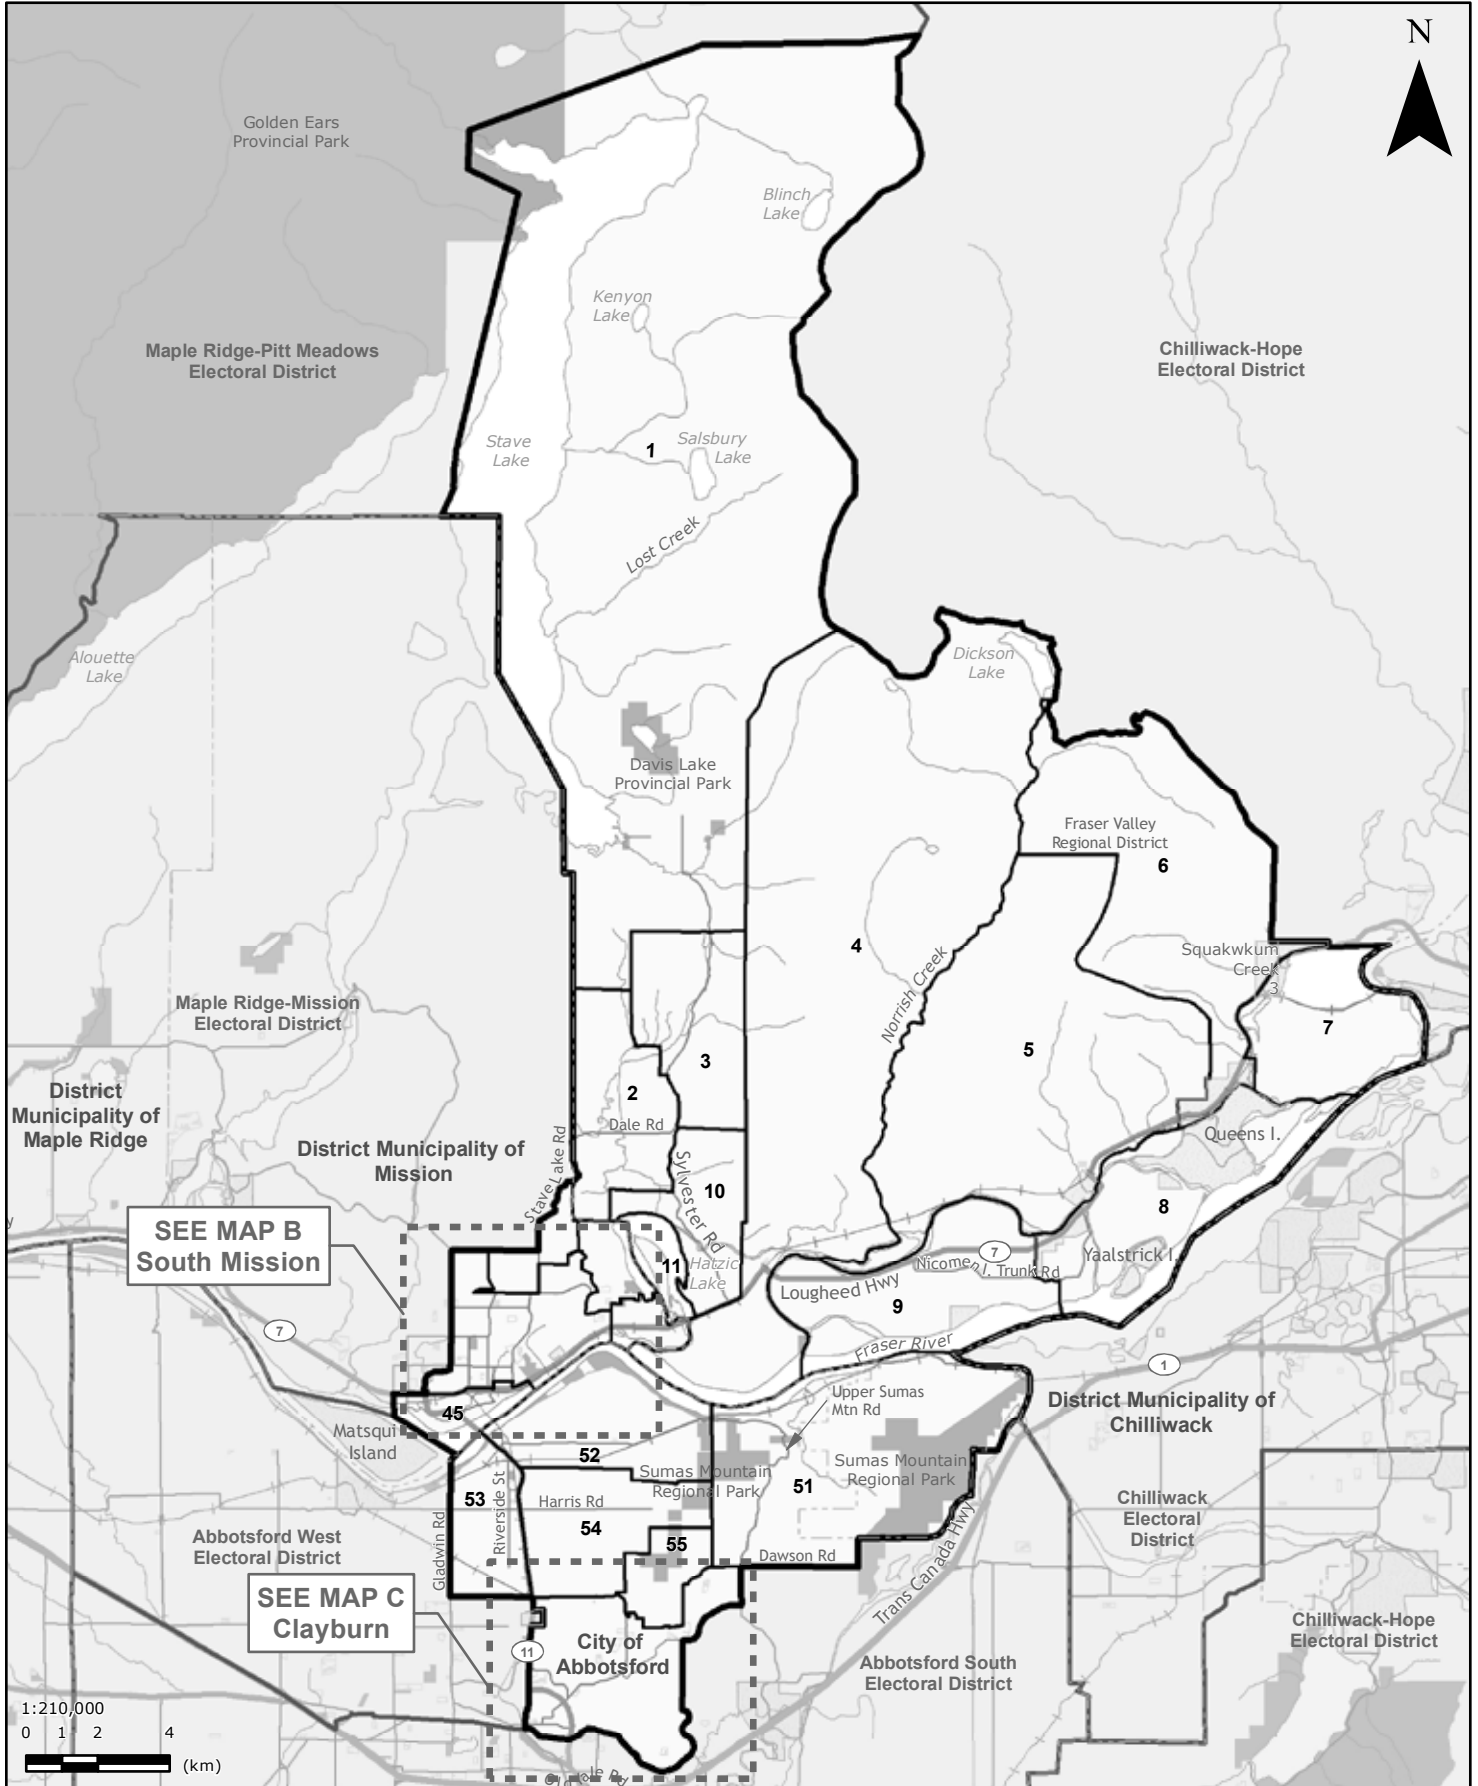 N
Golden Ears
Provincial Park
Blinch
Lake
Kenyon
Lake
Maple Ridge-Pitt Meadows
Electoral District
Chilliwack-Hope
Electoral District
Stave
Lake
1
Salsbury
Lake
Lost Creek
Alouette
Lake
Dickson
Lake
Davis Lake
Provincial Park
Fraser Valley
Regional District
6
4
Squakwkum
Creek
3
Norrish Creek
Maple Ridge-Mission
Electoral District
7
5
3
2
District
Municipality of
Maple Ridge
Dale Rd
Queens I.
District Municipality of
Mission
Stave Lake Rd
Sylvester Rd
10
8
SEE MAP B
South Mission
11
Hatzic
Lake
7
Nicomen I. Trunk Rd
Yaalstrick I.
Lougheed Hwy
9
7
Fraser River
1
45
Upper Sumas
Mtn Rd
District Municipality of
Chilliwack
Matsqui
Island
52
Sumas Mountain
Regional Park
Sumas Mountain
Regional Park
51
53
Riverside St
Harris Rd
54
Gladwin Rd
55
Chilliwack
Electoral
District
Abbotsford West
Electoral District
Dawson Rd
Trans Canada Hwy
SEE MAP C
Clayburn
11
City of
Abbotsford
Chilliwack-Hope
Electoral District
Abbotsford South
Electoral District
1:210,000
0 1 2 4
(km)